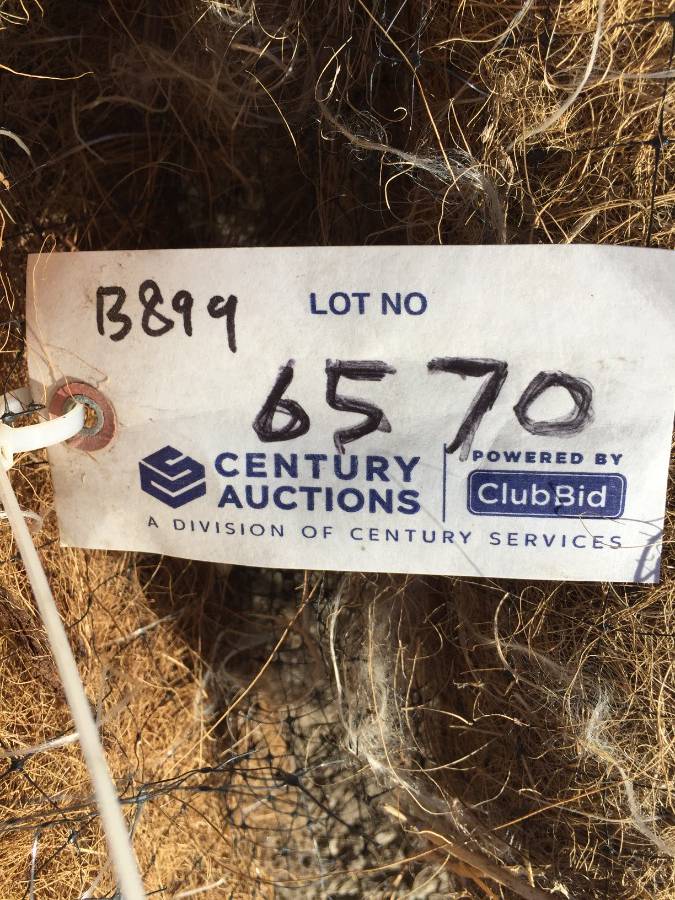 B899 LOT NO
6570
CENTURY AUCTIONS
POWERED BY ClubBid
A DIVISION OF CENTURY SERVICES